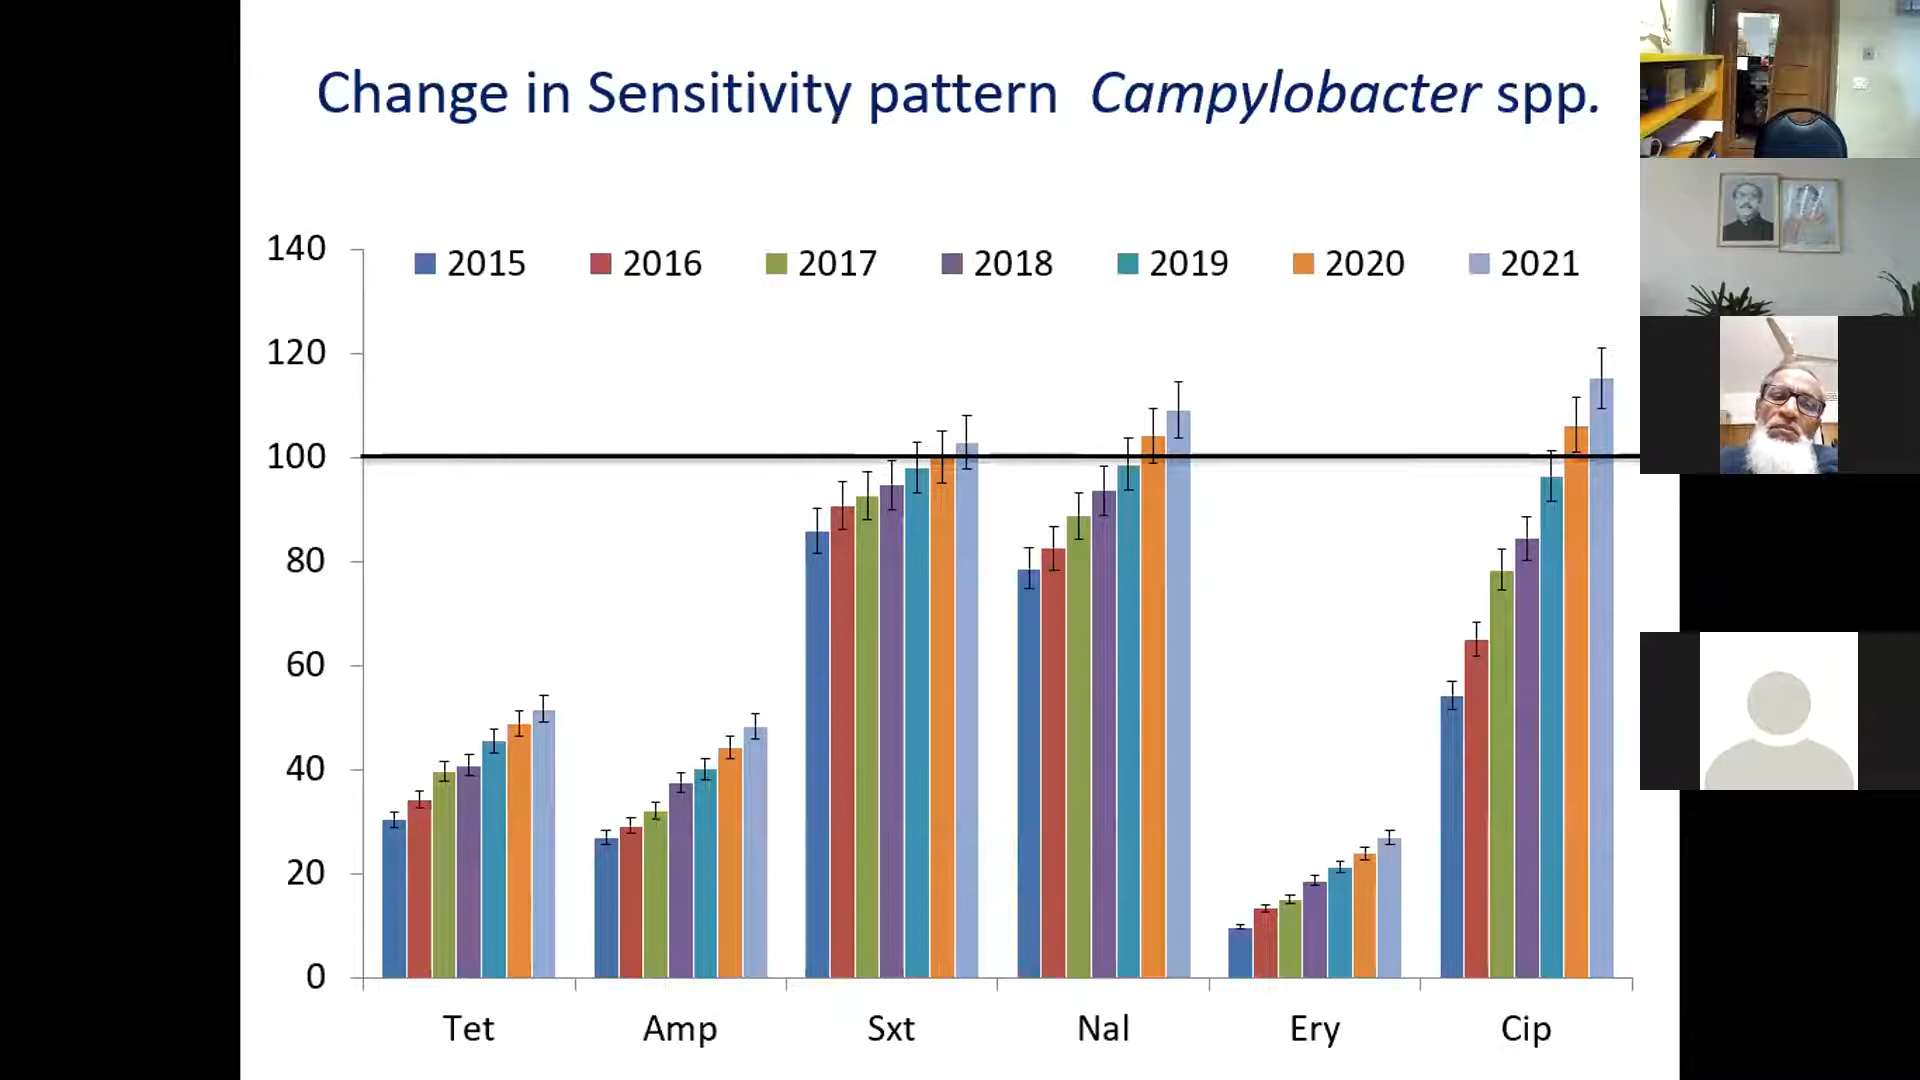 Change in Sensitivity pattern Campylobacter spp.
140
2015 2016 2017 2018 2019 2020 2021
120
100
80
60
40
20
0
Tet Amp Sxt Nal Ery Cip